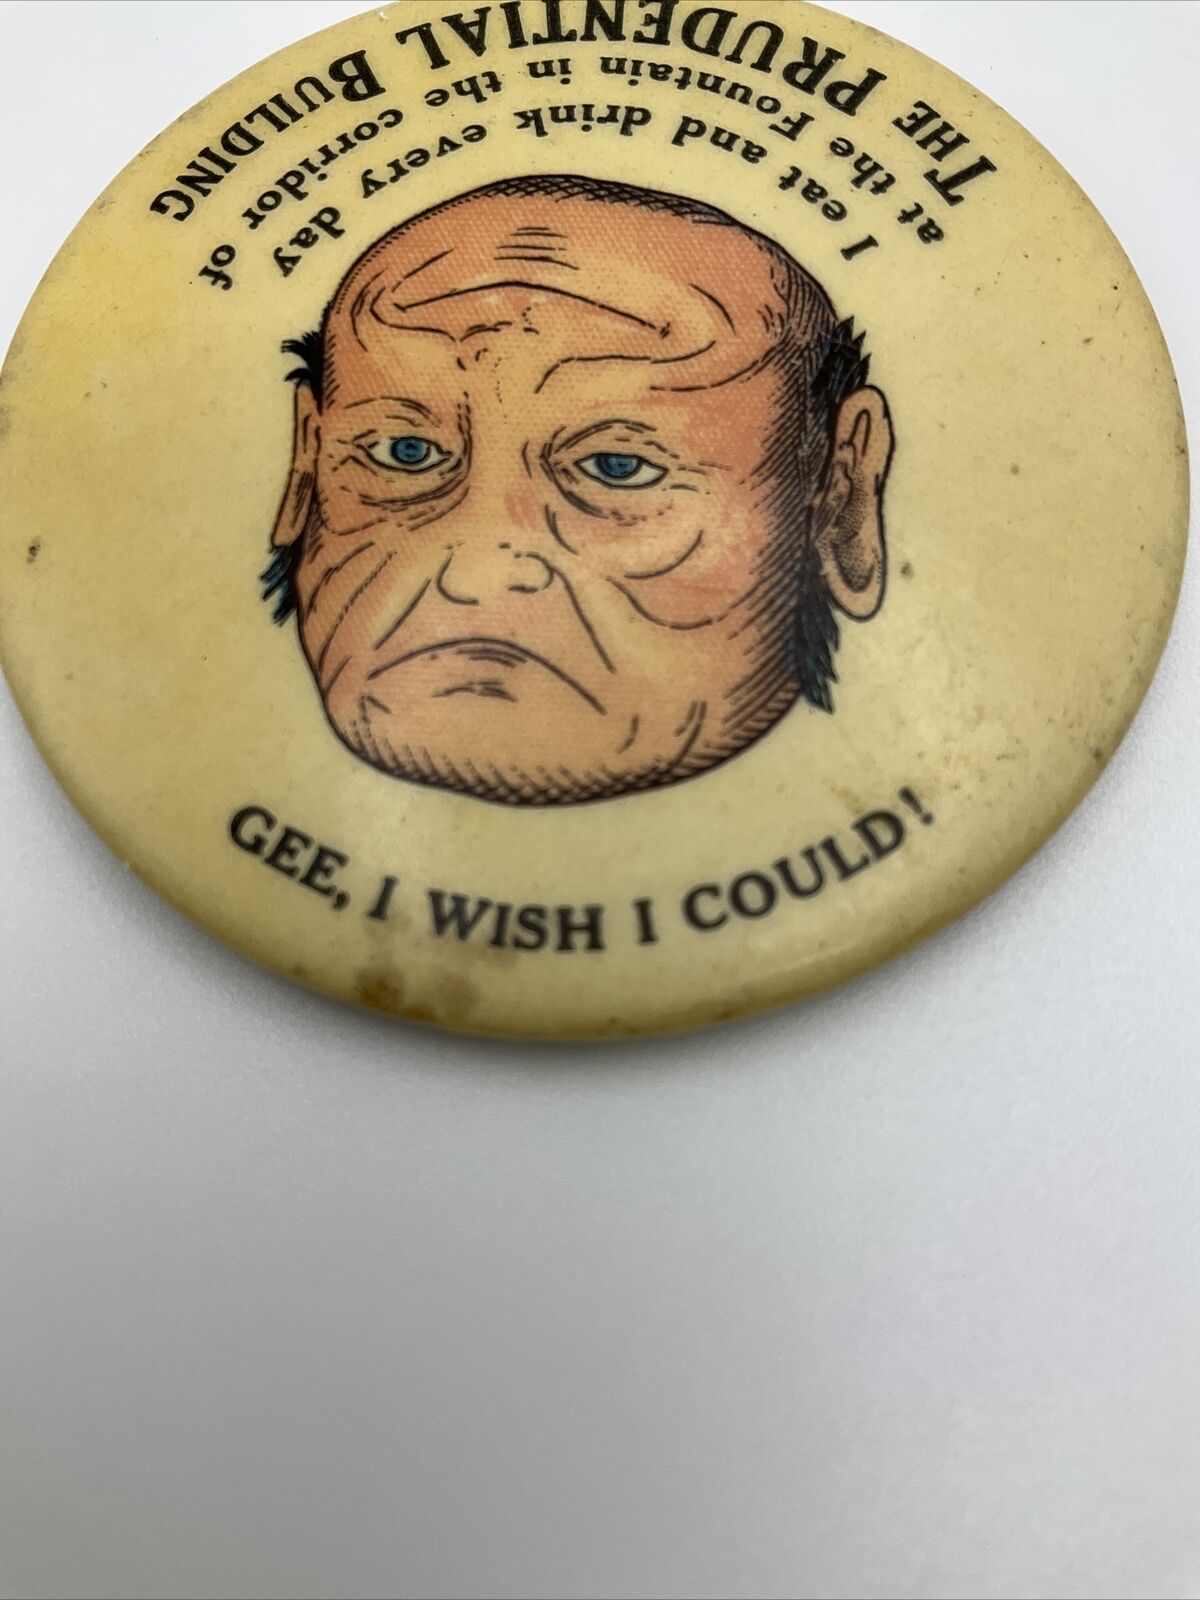 I eat and drink every day
at the Fountain in the corridor of
THE PRUDENTIAL BUILDING
GEE, I WISH I COULD!